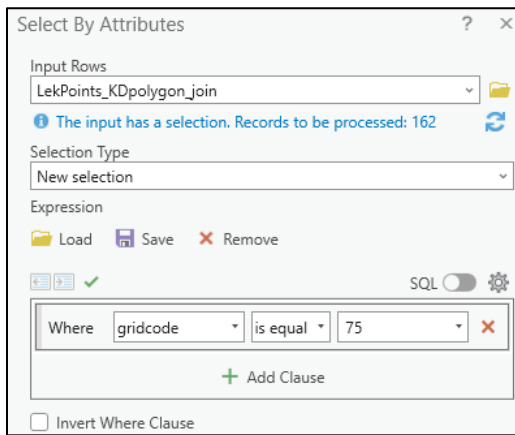 Select By Attributes ? ×
Input Rows
LekPoints_KDpolygon_join
The input has a selection. Records to be processed: 162
Selection Type
New selection
Expression
Load Save Remove
SQL
Where gridcode is equal 75
Add Clause
Invert Where Clause